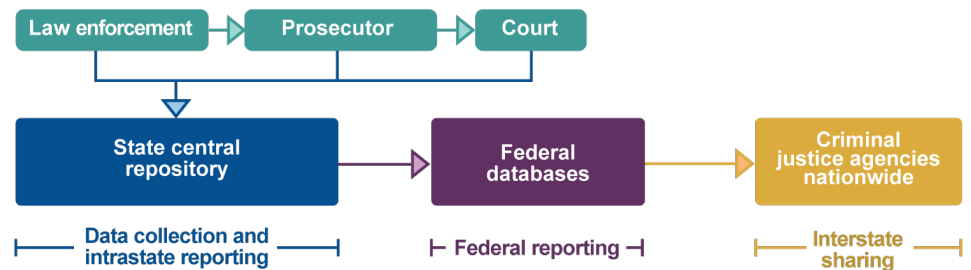 Law enforcement
Prosecutor
Court
State central
repository
Federal
databases
Criminal
justice agencies
nationwide
Data collection and
intrastate reporting
Federal reporting
Interstate
sharing